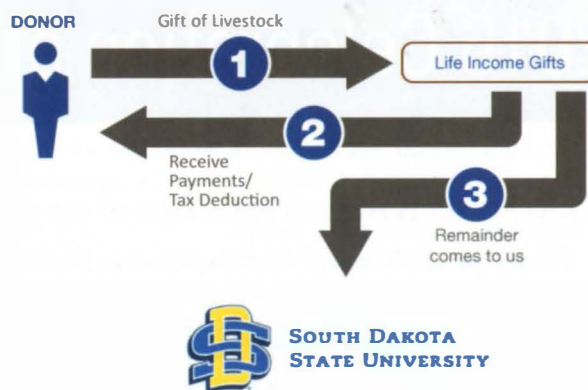 DONOR
Gift of Livestock
1
Life Income Gifts
2
Receive
Payments/
Tax Deduction
3
Remainder
comes to us
SD
SOUTH DAKOTA
STATE UNIVERSITY